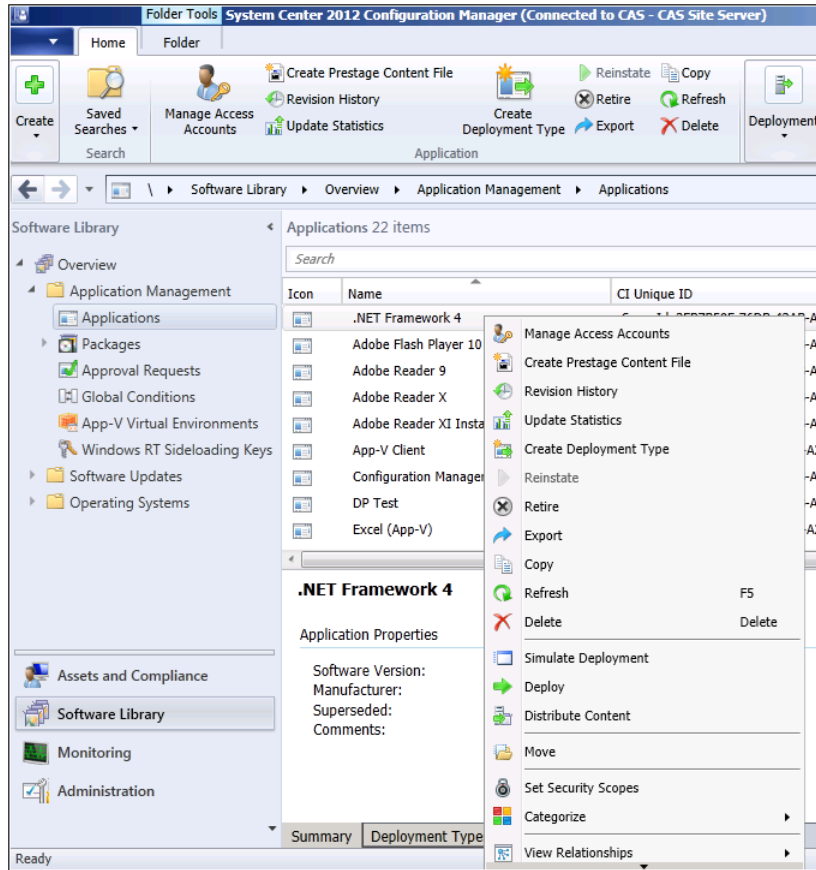 Folder Tools System Center 2012 Configuration Manager (Connected to CAS - CAS Site Server)
Home Folder
Create
Saved Searches
Search
Manage Access Accounts
Create Prestage Content File
Revision History
Update Statistics
Create Deployment Type
Reinstate
Retire
Export
Copy
Refresh
Delete
Application
Deployment
\ Software Library Overview Application Management Applications
Software Library
Overview
Application Management
Applications
Packages
Approval Requests
Global Conditions
App-V Virtual Environments
Windows RT Sideloading Keys
Software Updates
Operating Systems
Assets and Compliance
Software Library
Monitoring
Administration
Applications 22 items
Search
Icon Name CI Unique ID
.NET Framework 4
Adobe Flash Player 10
Adobe Reader 9
Adobe Reader X
Adobe Reader XI Insta
App-V Client
Configuration Manager
DP Test
Excel (App-V)
.NET Framework 4
Application Properties
Software Version:
Manufacturer:
Superseded:
Comments:
Summary Deployment Type
Manage Access Accounts
Create Prestage Content File
Revision History
Update Statistics
Create Deployment Type
Reinstate
Retire
Export
Copy
Refresh F5
Delete Delete
Simulate Deployment
Deploy
Distribute Content
Move
Set Security Scopes
Categorize
View Relationships
Ready